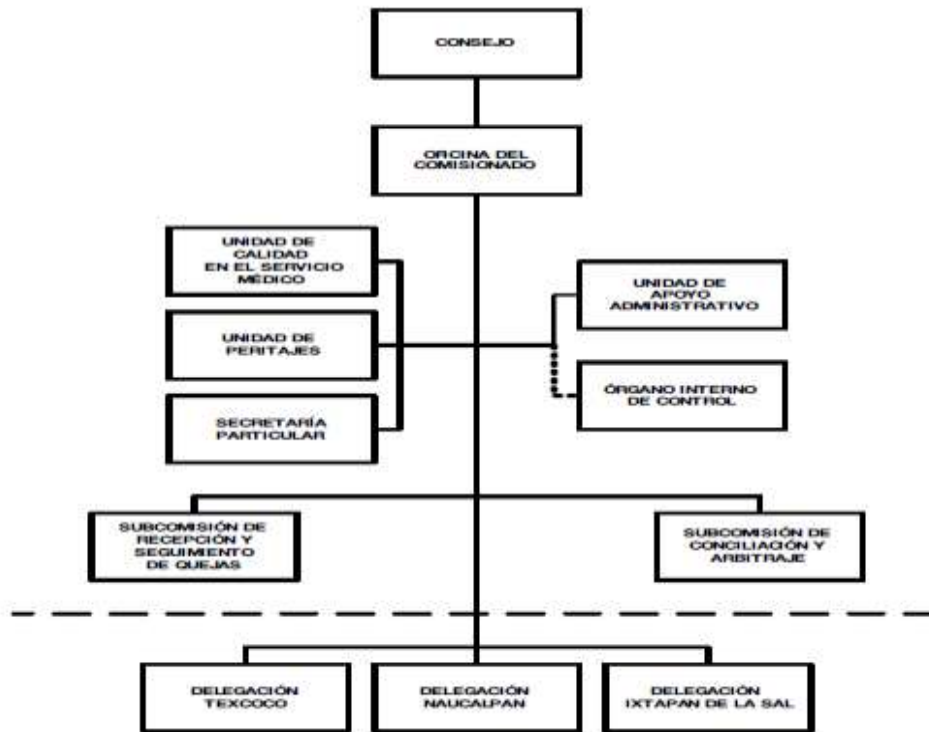 CONSEJO
OFICINA DEL
COMISIONADO
UNIDAD DE
CALIDAD
EN EL SERVICIO
MÉDICO
UNIDAD DE
APOYO
ADMINISTRATIVO
UNIDAD DE
PERITAJES
ÓRGANO INTERNO
DE CONTROL
SECRETARÍA
PARTICULAR
SUBCOMISIÓN DE
RECEPCIÓN Y
SEGUIMIENTO
DE QUEJAS
SUBCOMISIÓN DE
CONCILIACIÓN Y
ARBITRAJE
DELEGACIÓN
TEXCOCO
DELEGACIÓN
NAUCALPAN
DELEGACIÓN
IXTAPAN DE LA SAL